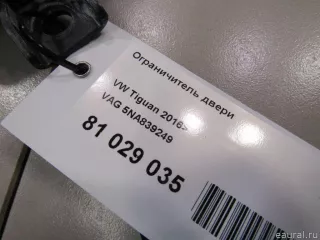 Ограничитель двери
VW Tiguan 2016>
VAG 5NA839249
81 029 035
eaural.ru